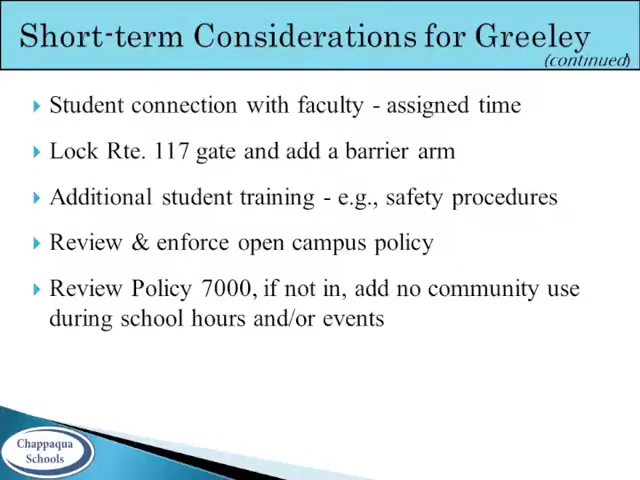 Short-term Considerations for Greeley
(continued)
Student connection with faculty - assigned time
Lock Rte. 117 gate and add a barrier arm
Additional student training - e.g., safety procedures
Review & enforce open campus policy
Review Policy 7000, if not in, add no community use
during school hours and/or events
Chappaqua
Schools